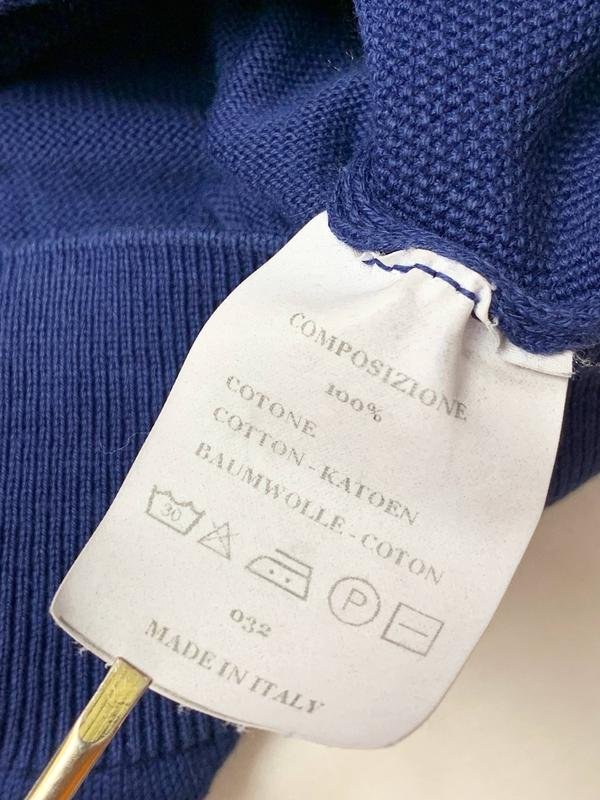 COMPOSIZIONE
100%
COTONE
COTTON-KATOEN
BAUMWOLLE-COTON
30 P
032
MADE IN ITALY